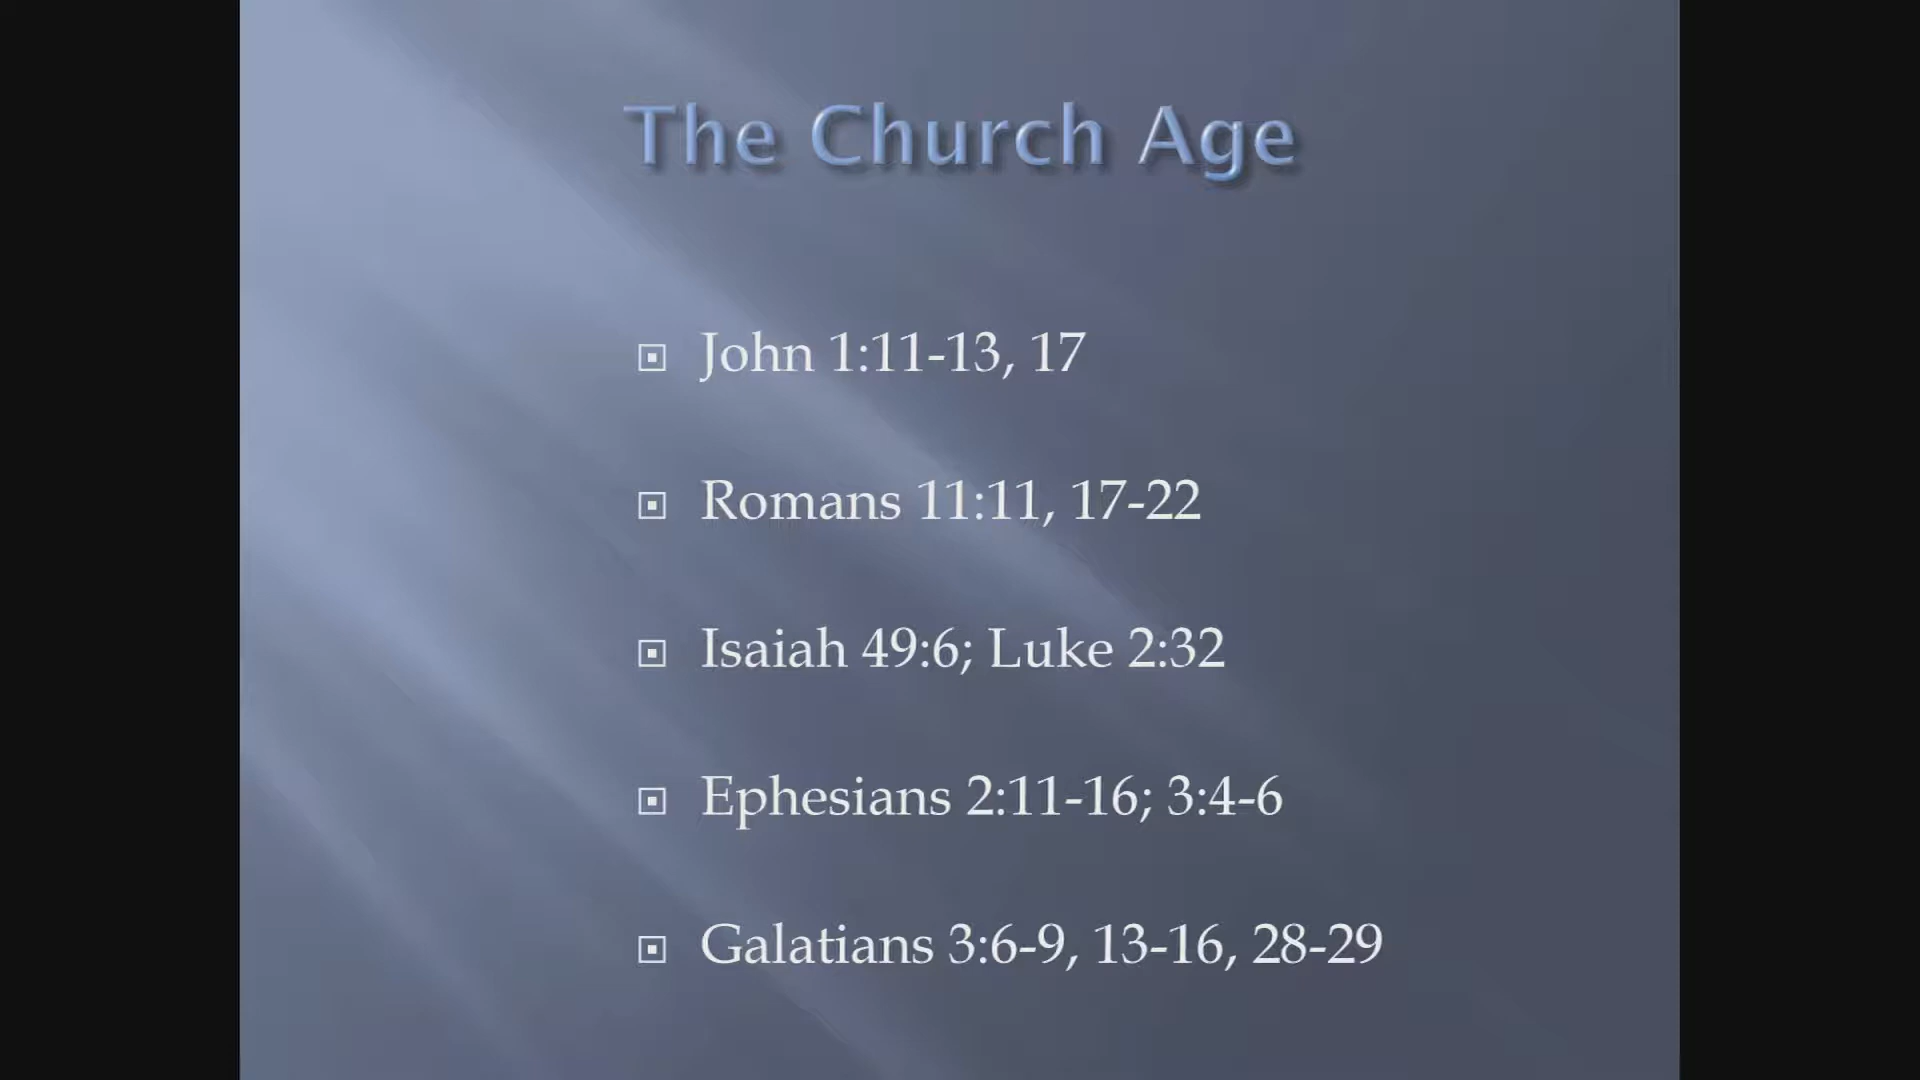 The Church Age
John 1:11-13, 17
Romans 11:11, 17-22
Isaiah 49:6; Luke 2:32
Ephesians 2:11-16; 3:4-6
Galatians 3:6-9, 13-16, 28-29